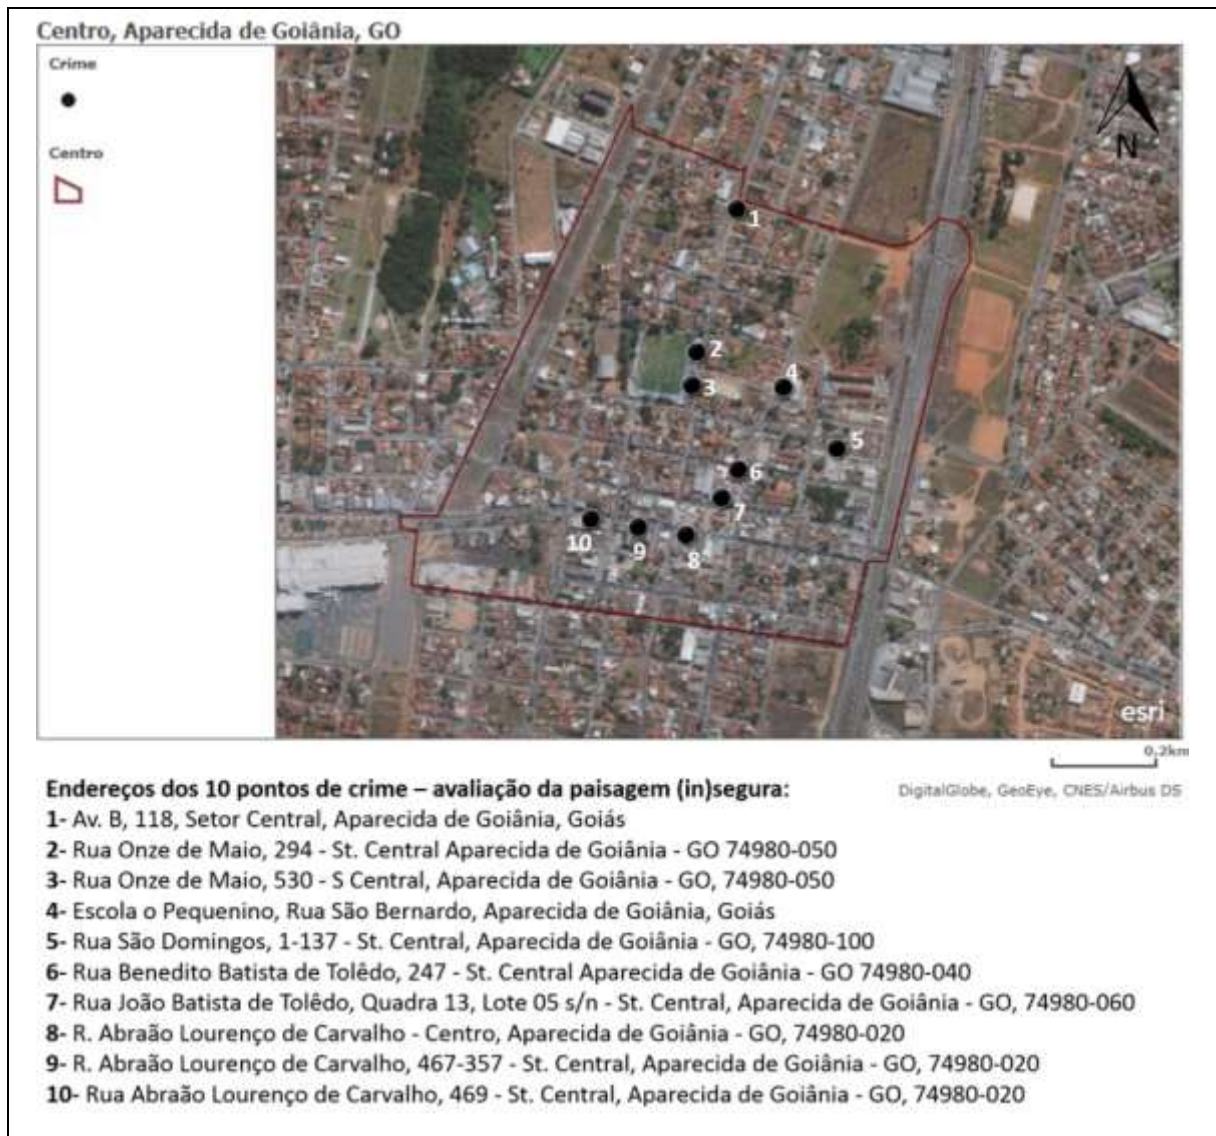 Centro, Aparecida de Goiânia, GO
Crime
Centro
N
1
2
3
4
5
6
7
8
9
10
esri
0.2km
DigitalGlobe, GeoEye, CNES/Airbus DS
Endereços dos 10 pontos de crime – avaliação da paisagem (in)segura:
1- Av. B, 118, Setor Central, Aparecida de Goiânia, Goiás
2- Rua Onze de Maio, 294 - St. Central Aparecida de Goiânia - GO 74980-050
3- Rua Onze de Maio, 530 - S Central, Aparecida de Goiânia - GO, 74980-050
4- Escola o Pequenino, Rua São Bernardo, Aparecida de Goiânia, Goiás
5- Rua São Domingos, 1-137 - St. Central, Aparecida de Goiânia - GO, 74980-100
6- Rua Benedito Batista de Tolêdo, 247 - St. Central Aparecida de Goiânia - GO 74980-040
7- Rua João Batista de Tolêdo, Quadra 13, Lote 05 s/n - St. Central, Aparecida de Goiânia - GO, 74980-060
8- R. Abraão Lourenço de Carvalho - Centro, Aparecida de Goiânia - GO, 74980-020
9- R. Abraão Lourenço de Carvalho, 467-357 - St. Central, Aparecida de Goiânia - GO, 74980-020
10- Rua Abraão Lourenço de Carvalho, 469 - St. Central, Aparecida de Goiânia - GO, 74980-020